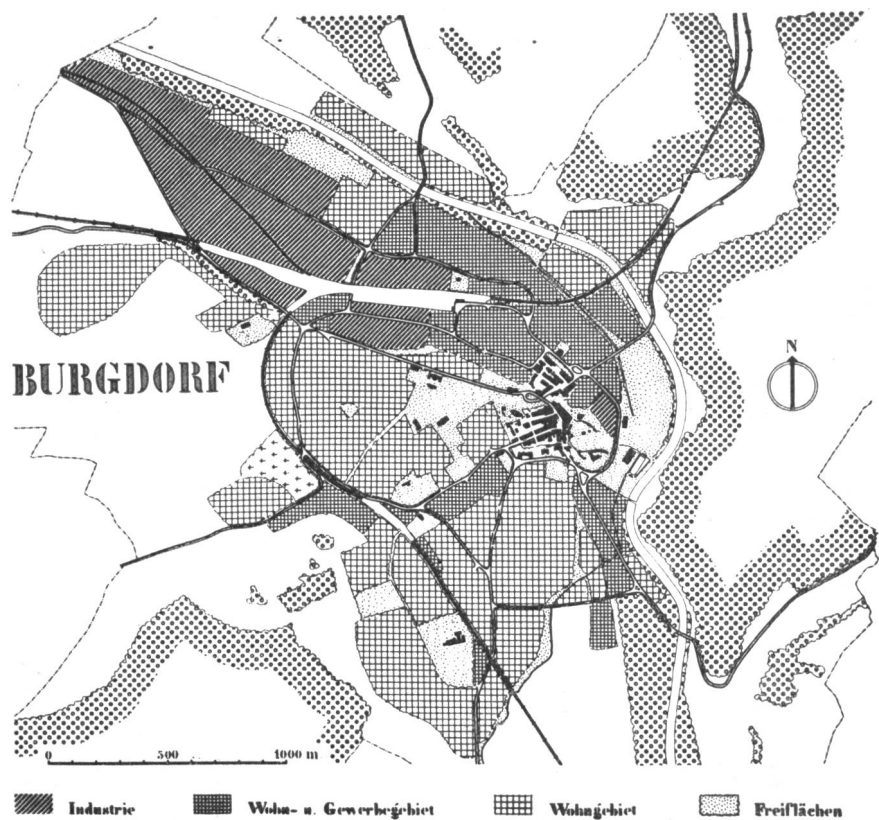 N
BURGDORF
0 500 1000 m
Industrie Wohn- u. Gewerbegebiet Wohngebiet Freiflächen